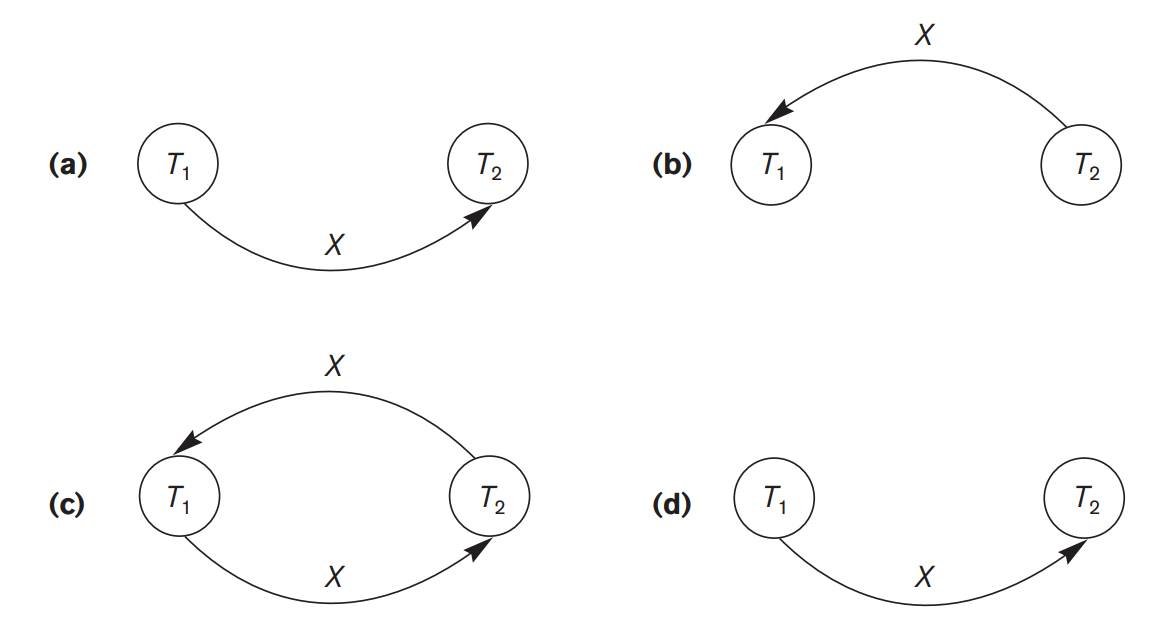 X
(a) T₁ T₂ (b) T₁ T₂
X
X
(c) T₁ T₂ (d) T₁ T₂
X X